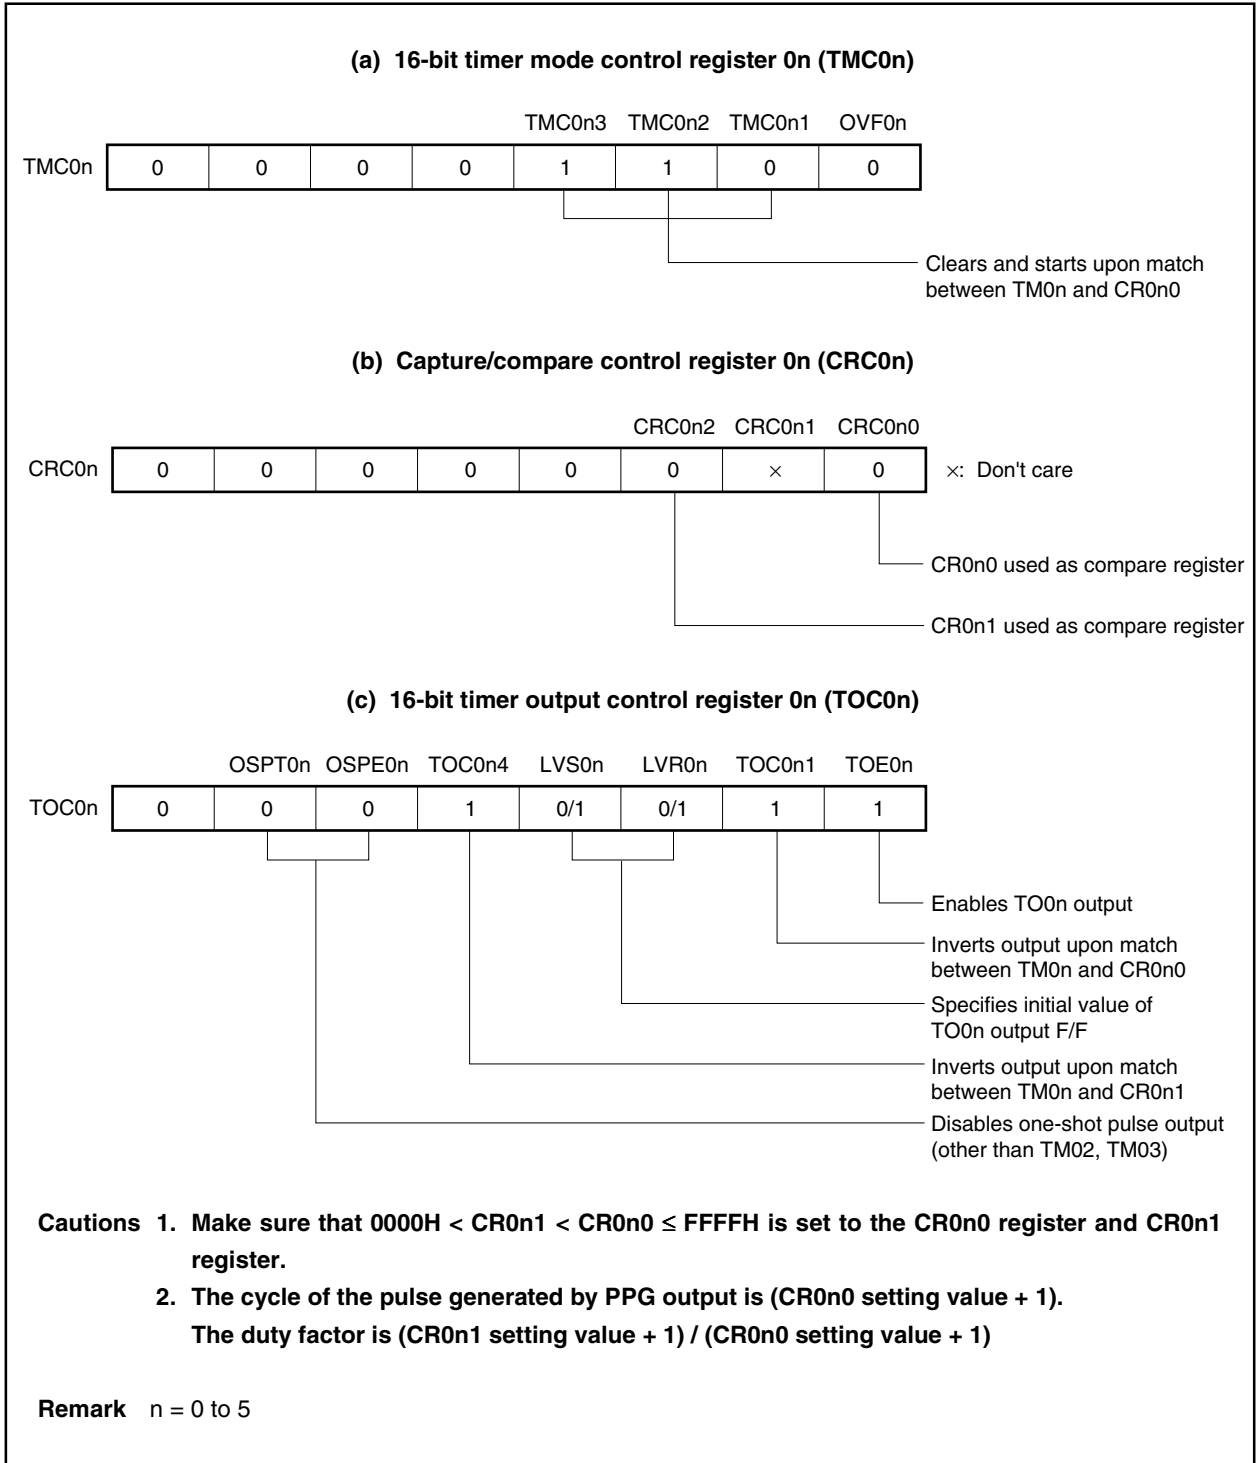 (a) 16-bit timer mode control register 0n (TMC0n)
TMC0n3 TMC0n2 TMC0n1 OVF0n
TMC0n 0 0 0 0 1 1 0 0
Clears and starts upon match
between TM0n and CR0n0
(b) Capture/compare control register 0n (CRC0n)
CRC0n2 CRC0n1 CRC0n0
CRC0n 0 0 0 0 0 0 × 0 ×: Don't care
CR0n0 used as compare register
CR0n1 used as compare register
(c) 16-bit timer output control register 0n (TOC0n)
OSPT0n OSPE0n TOC0n4 LVS0n LVR0n TOC0n1 TOE0n
TOC0n 0 0 0 1 0/1 0/1 1 1
Enables TO0n output
Inverts output upon match
between TM0n and CR0n0
Specifies initial value of
TO0n output F/F
Inverts output upon match
between TM0n and CR0n1
Disables one-shot pulse output
(other than TM02, TM03)
Cautions 1. Make sure that 0000H < CR0n1 < CR0n0 ≤ FFFFH is set to the CR0n0 register and CR0n1
register.
2. The cycle of the pulse generated by PPG output is (CR0n0 setting value + 1).
The duty factor is (CR0n1 setting value + 1) / (CR0n0 setting value + 1)
Remark n = 0 to 5